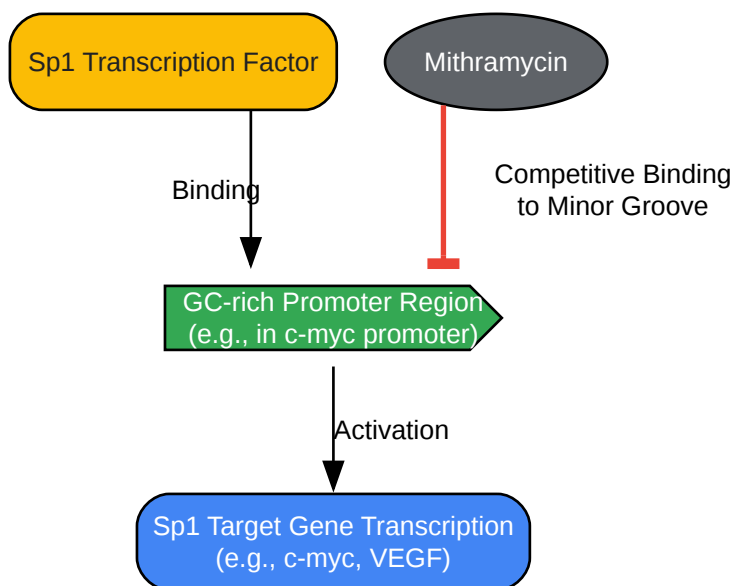 Sp1 Transcription Factor
Mithramycin
Binding
Competitive Binding
to Minor Groove
GC-rich Promoter Region
(e.g., in c-myc promoter)
Activation
Sp1 Target Gene Transcription
(e.g., c-myc, VEGF)